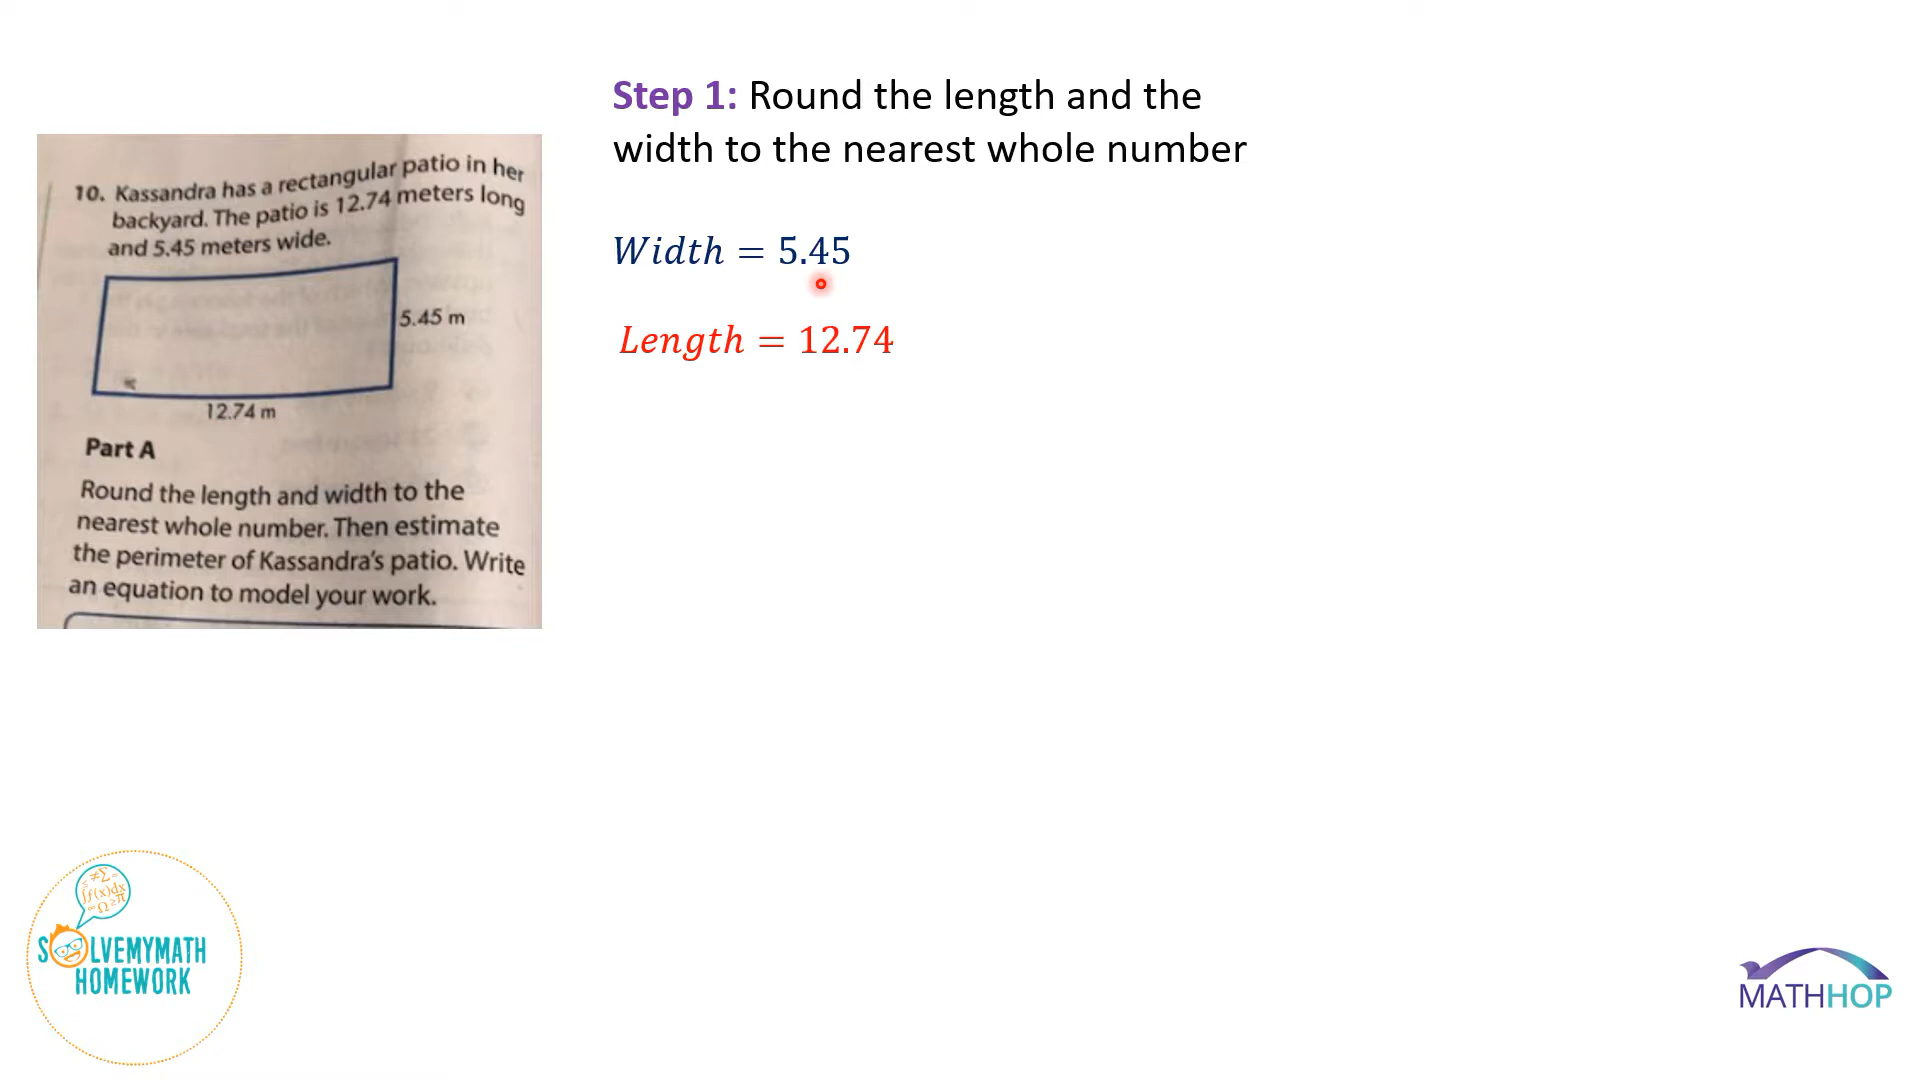 Step 1: Round the length and the
width to the nearest whole number
Width = 5.45
Length = 12.74
10. Kassandra has a rectangular patio in her
backyard. The patio is 12.74 meters long
and 5.45 meters wide.
5.45 m
12.74 m
Part A
Round the length and width to the
nearest whole number. Then estimate
the perimeter of Kassandra's patio. Write
an equation to model your work.
≠Σ=
∫f(x)dx
∞Ω≥π
SOLVEMYMATH
HOMEWORK
MATHHOP